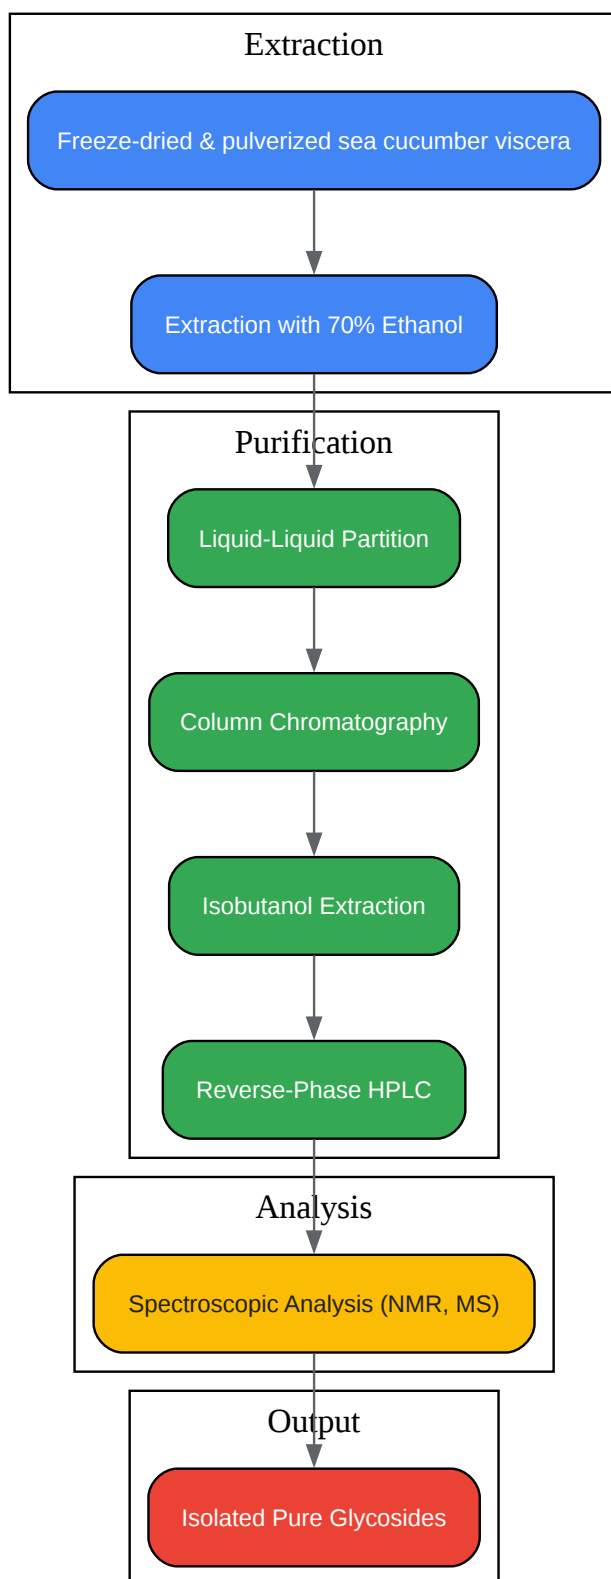 Extraction
Freeze-dried & pulverized sea cucumber viscera
Extraction with 70% Ethanol
Purification
Liquid-Liquid Partition
Column Chromatography
Isobutanol Extraction
Reverse-Phase HPLC
Analysis
Spectroscopic Analysis (NMR, MS)
Output
Isolated Pure Glycosides